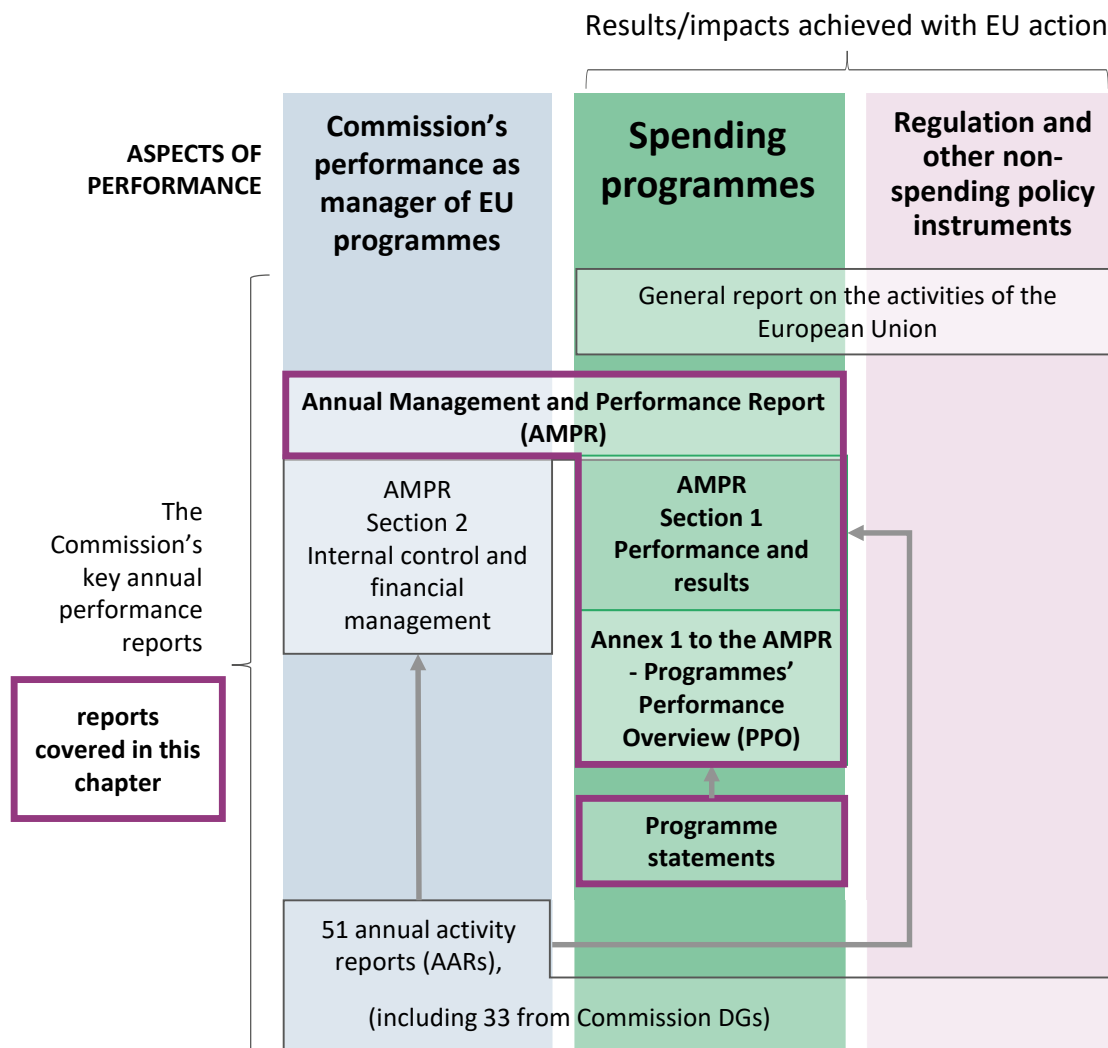 Results/impacts achieved with EU action
ASPECTS OF
PERFORMANCE
Commission's
performance as
manager of EU
programmes
Spending
programmes
Regulation and
other non-
spending policy
instruments
General report on the activities of the
European Union
Annual Management and Performance Report
(AMPR)
The
Commission's
key annual
performance
reports
reports
covered in this
chapter
AMPR
Section 2
Internal control and
financial
management
AMPR
Section 1
Performance and
results
Annex 1 to the AMPR
- Programmes'
Performance
Overview (PPO)
Programme
statements
51 annual activity
reports (AARs),
(including 33 from Commission DGs)